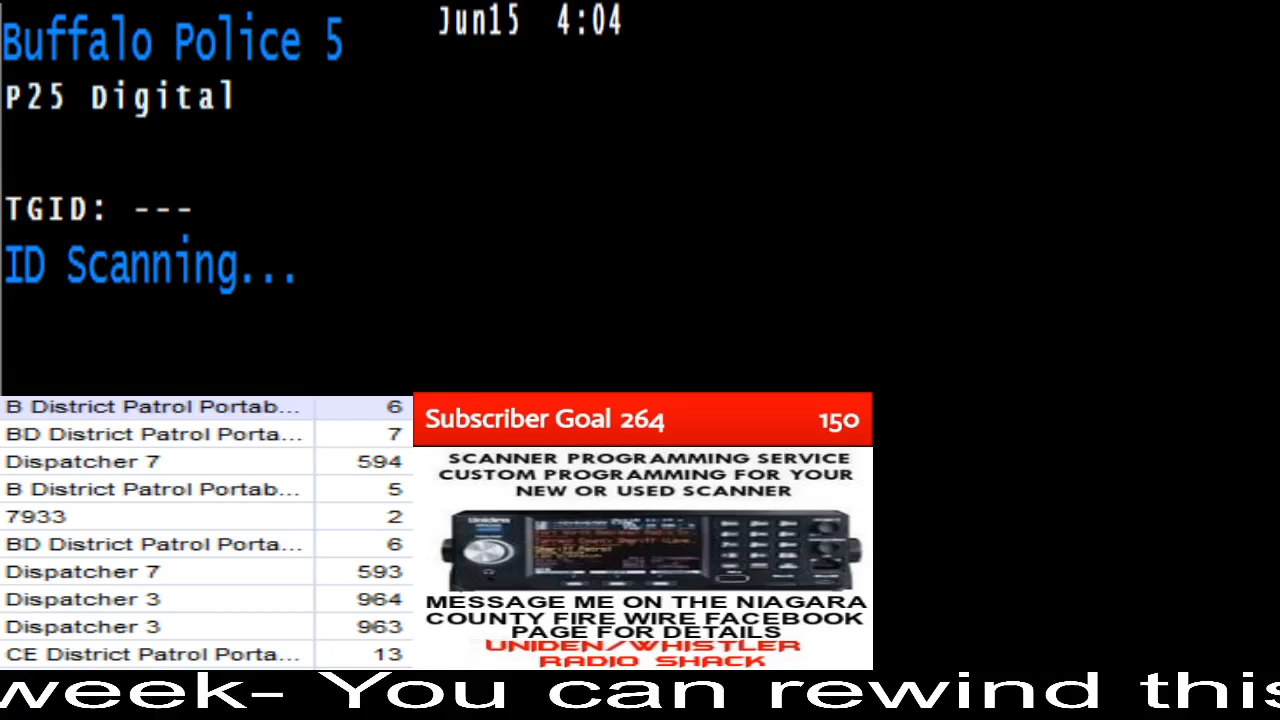 Buffalo Police 5
Jun15 4:04
P25 Digital
TGID: ---
ID Scanning...
B District Patrol Portab... 6
BD District Patrol Porta... 7
Dispatcher 7 594
B District Patrol Portab... 5
7933 2
BD District Patrol Porta... 6
Dispatcher 7 593
Dispatcher 3 964
Dispatcher 3 963
CE District Patrol Porta... 13
Subscriber Goal 264 150
SCANNER PROGRAMMING SERVICE
CUSTOM PROGRAMMING FOR YOUR
NEW OR USED SCANNER
Uniden
MESSAGE ME ON THE NIAGARA
COUNTY FIRE WIRE FACEBOOK
PAGE FOR DETAILS
UNIDEN/WHISTLER
RADIO SHACK
week- You can rewind this